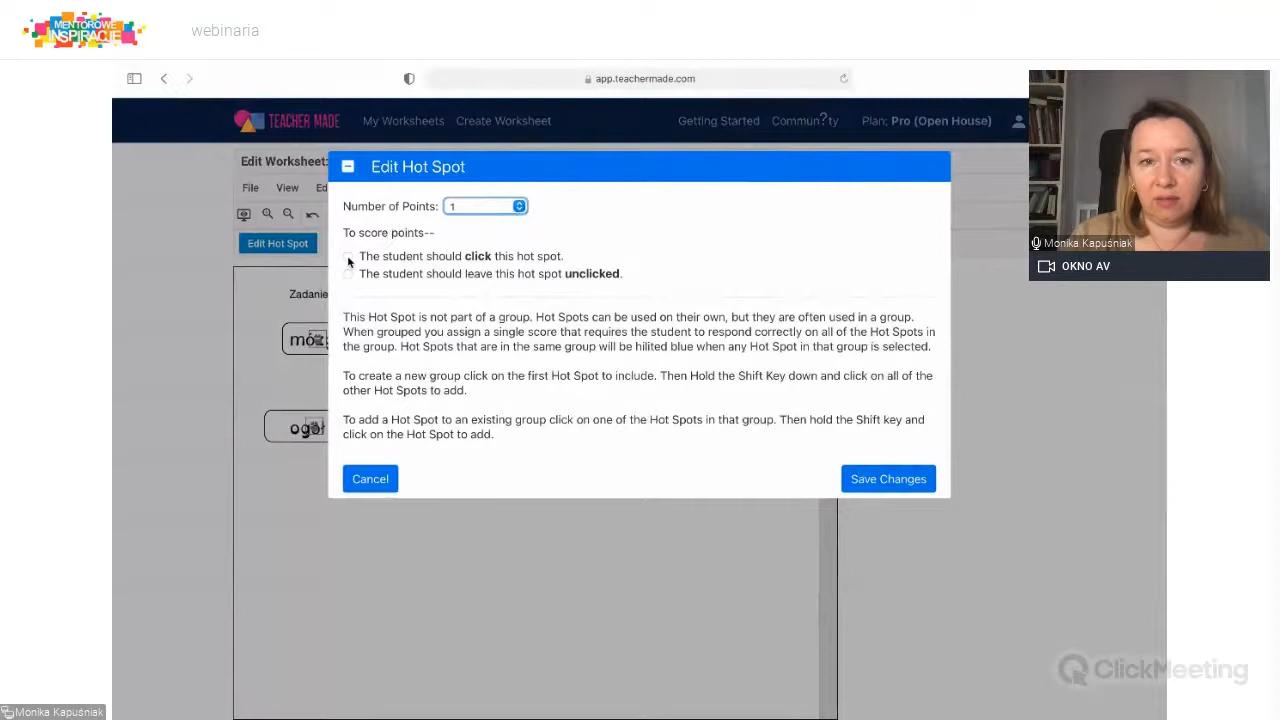 MENTOROWE
INSPIRACJE
webinaria
app.teachermade.com
TEACHER MADE
My Worksheets
Create Worksheet
Getting Started
Commun?ty
Plan: Pro (Open House)
Edit Worksheet:
File
View
Ed
Edit Hot Spot
Edit Hot Spot
Number of Points: 1
To score points--
The student should click this hot spot.
The student should leave this hot spot unclicked.
This Hot Spot is not part of a group. Hot Spots can be used on their own, but they are often used in a group.
When grouped you assign a single score that requires the student to respond correctly on all of the Hot Spots in
the group. Hot Spots that are in the same group will be hilited blue when any Hot Spot in that group is selected.
To create a new group click on the first Hot Spot to include. Then Hold the Shift Key down and click on all of the
other Hot Spots to add.
To add a Hot Spot to an existing group click on one of the Hot Spots in that group. Then hold the Shift key and
click on the Hot Spot to add.
Cancel
Save Changes
Zadanie
Monika Kapuśniak
OKNO AV
ClickMeeting
Monika Kapuśniak